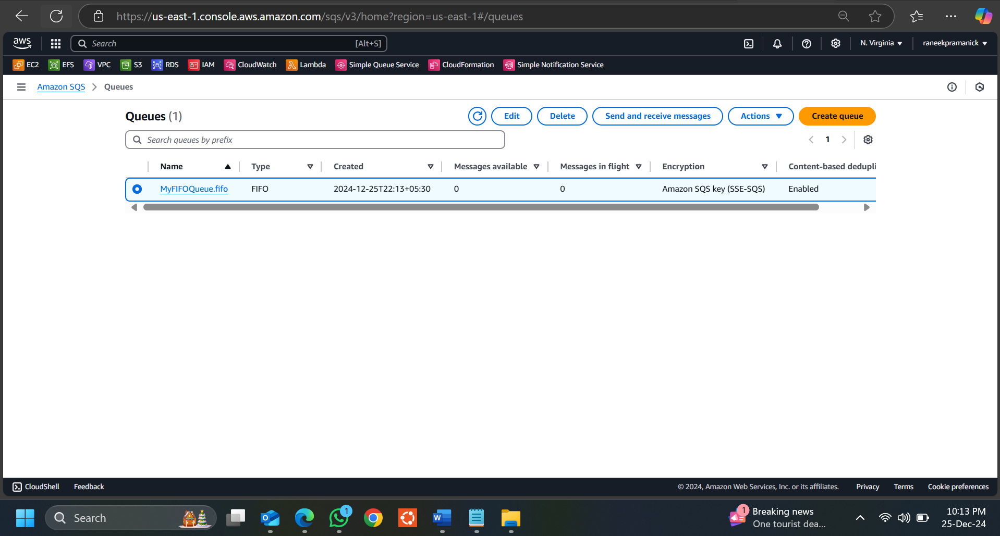 https://us-east-1.console.aws.amazon.com/sqs/v3/home?region=us-east-1#/queues
aws Search [Alt+S] N. Virginia raneekpramanick
EC2 EFS VPC S3 RDS IAM CloudWatch Lambda Simple Queue Service CloudFormation Simple Notification Service
Amazon SQS Queues
Queues (1) Edit Delete Send and receive messages Actions Create queue
Search queues by prefix 1
Name Type Created Messages available Messages in flight Encryption Content-based dedupli
MyFIFOQueue.fifo FIFO 2024-12-25T22:13+05:30 0 0 Amazon SQS key (SSE-SQS) Enabled
CloudShell Feedback © 2024, Amazon Web Services, Inc. or its affiliates. Privacy Terms Cookie preferences
Search 1 W 1 Breaking news 10:13 PM
One tourist dea... 25-Dec-24